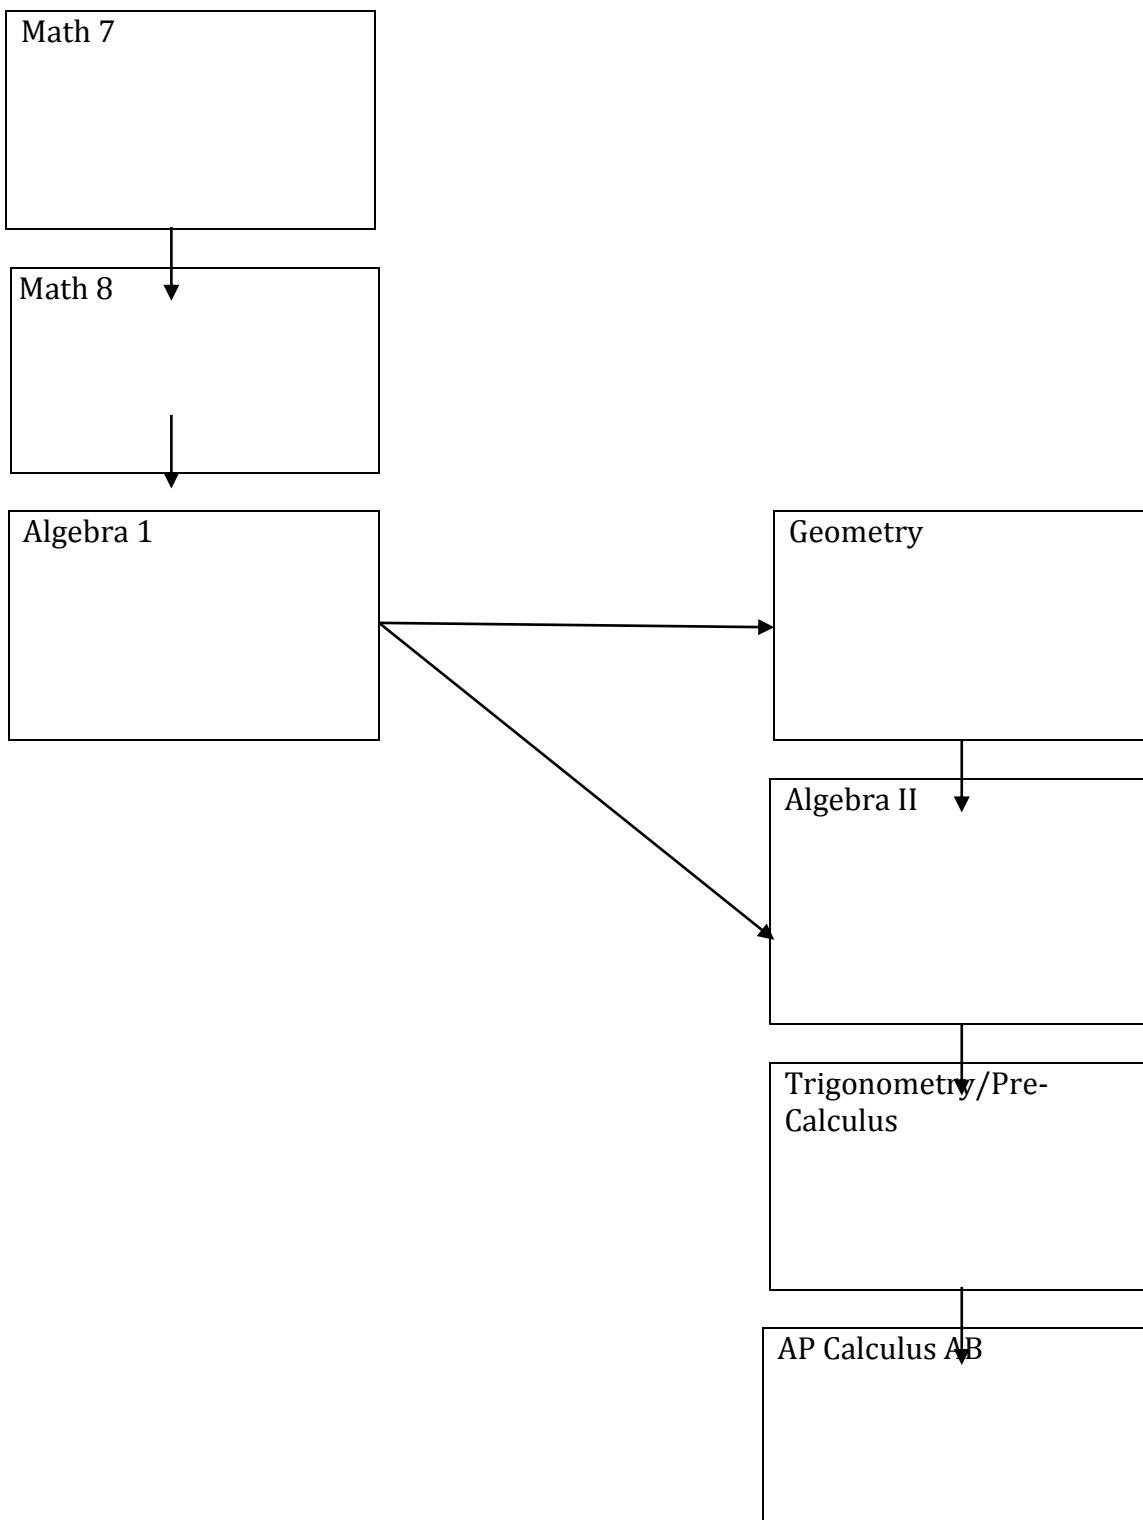 Math 7
Math 8
Algebra 1
Geometry
Algebra II
Trigonometry/Pre-
Calculus
AP Calculus AB